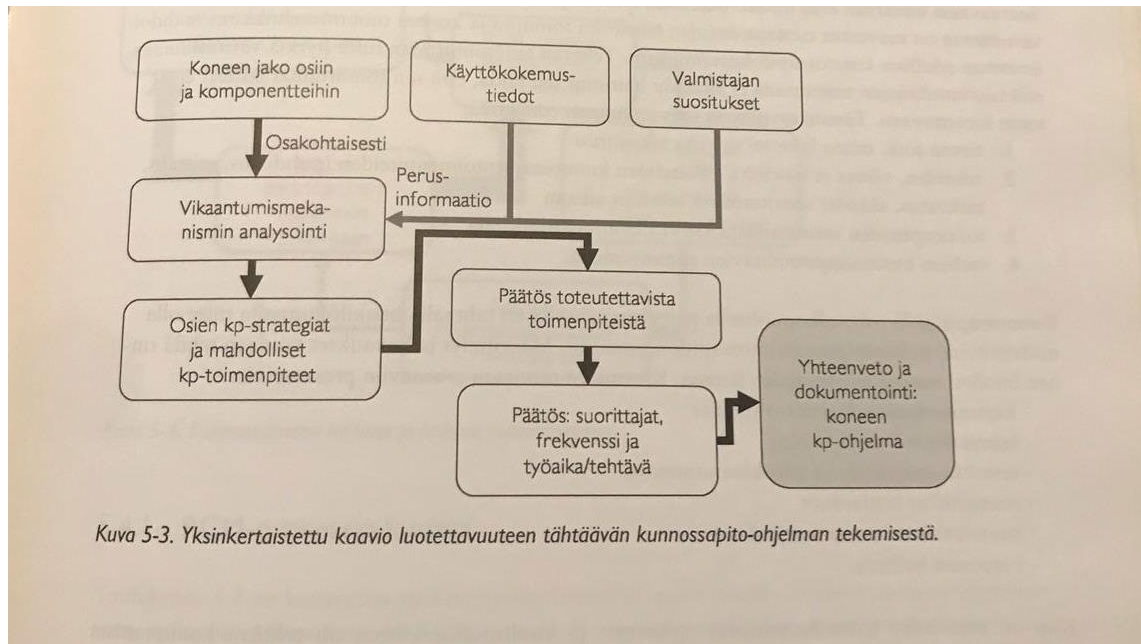 Koneen jako osiin
ja komponentteihin
Käyttökokemus-
tiedot
Valmistajan
suositukset
Osakohtaisesti
Perus-
informaatio
Vikaantumismeka-
nismin analysointi
Osien kp-strategiat
ja mahdolliset
kp-toimenpiteet
Päätös toteutettavista
toimenpiteistä
Päätös: suorittajat,
frekvenssi ja
työaika/tehtävä
Yhteenveto ja
dokumentointi:
koneen
kp-ohjelma
Kuva 5-3. Yksinkertaistettu kaavio luotettavuuteen tähtäävän kunnossapito-ohjelman tekemisestä.